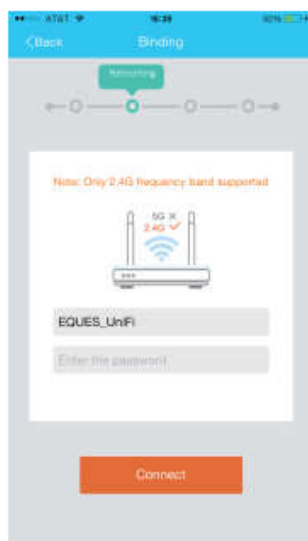 AT&T 16:39
<Back Binding
Networking
Note: Only 2.4G frequency band supported
5G ✕
2.4G ✓
EQUES_UniFi
Enter the password
Connect